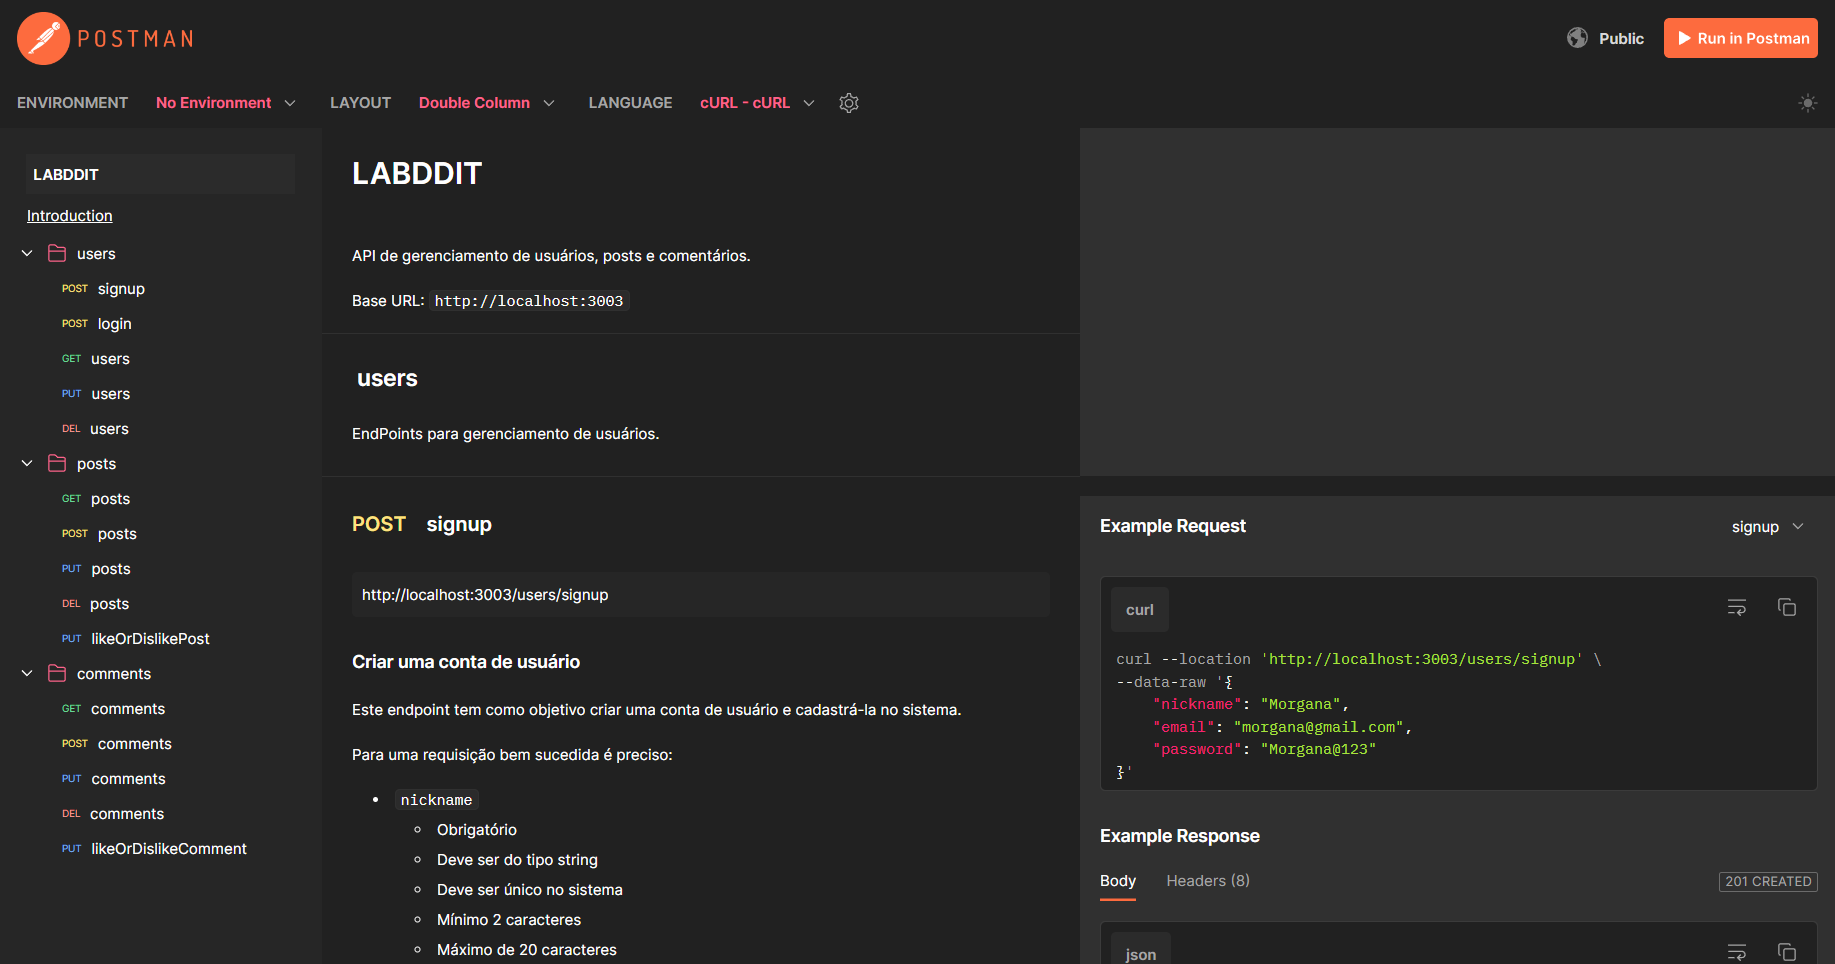 POSTMAN
Public
Run in Postman
ENVIRONMENT No Environment LAYOUT Double Column LANGUAGE cURL - cURL
LABDDIT
Introduction
users
POST signup
POST login
GET users
PUT users
DEL users
posts
GET posts
POST posts
PUT posts
DEL posts
PUT likeOrDislikePost
comments
GET comments
POST comments
PUT comments
DEL comments
PUT likeOrDislikeComment
LABDDIT
API de gerenciamento de usuários, posts e comentários.
Base URL: http://localhost:3003
users
EndPoints para gerenciamento de usuários.
POST signup
http://localhost:3003/users/signup
Criar uma conta de usuário
Este endpoint tem como objetivo criar uma conta de usuário e cadastrá-la no sistema.
Para uma requisição bem sucedida é preciso:
• nickname
◦ Obrigatório
◦ Deve ser do tipo string
◦ Deve ser único no sistema
◦ Mínimo 2 caracteres
◦ Máximo de 20 caracteres
Example Request
signup
curl
curl --location 'http://localhost:3003/users/signup' \
--data-raw '{
"nickname": "Morgana",
"email": "morgana@gmail.com",
"password": "Morgana@123"
}'
Example Response
Body Headers (8)
201 CREATED
json